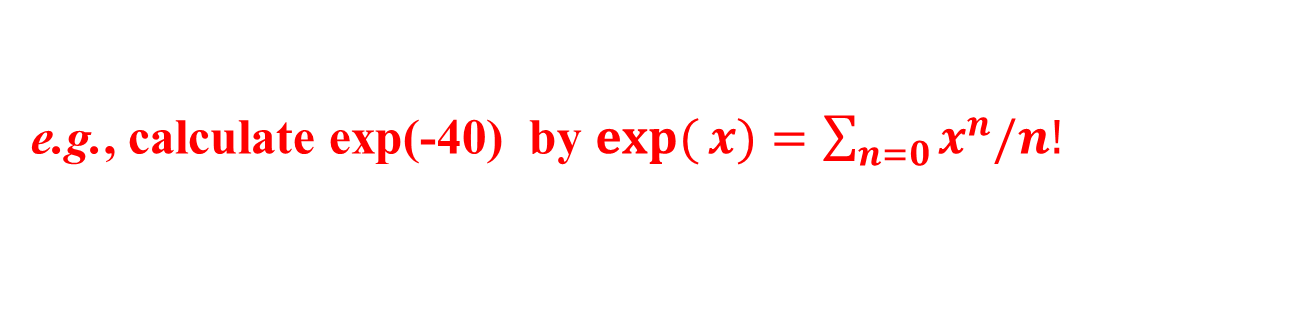 e.g., calculate exp(-40) by exp( x) = ∑ₙ₌₀ xⁿ/n!